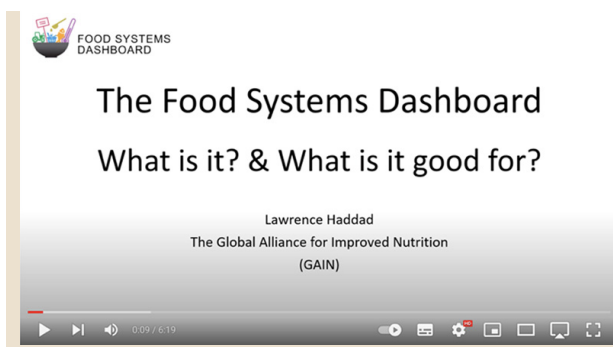 FOOD SYSTEMS
DASHBOARD
The Food Systems Dashboard
What is it? & What is it good for?
Lawrence Haddad
The Global Alliance for Improved Nutrition
(GAIN)
0:09 / 6:19
HD